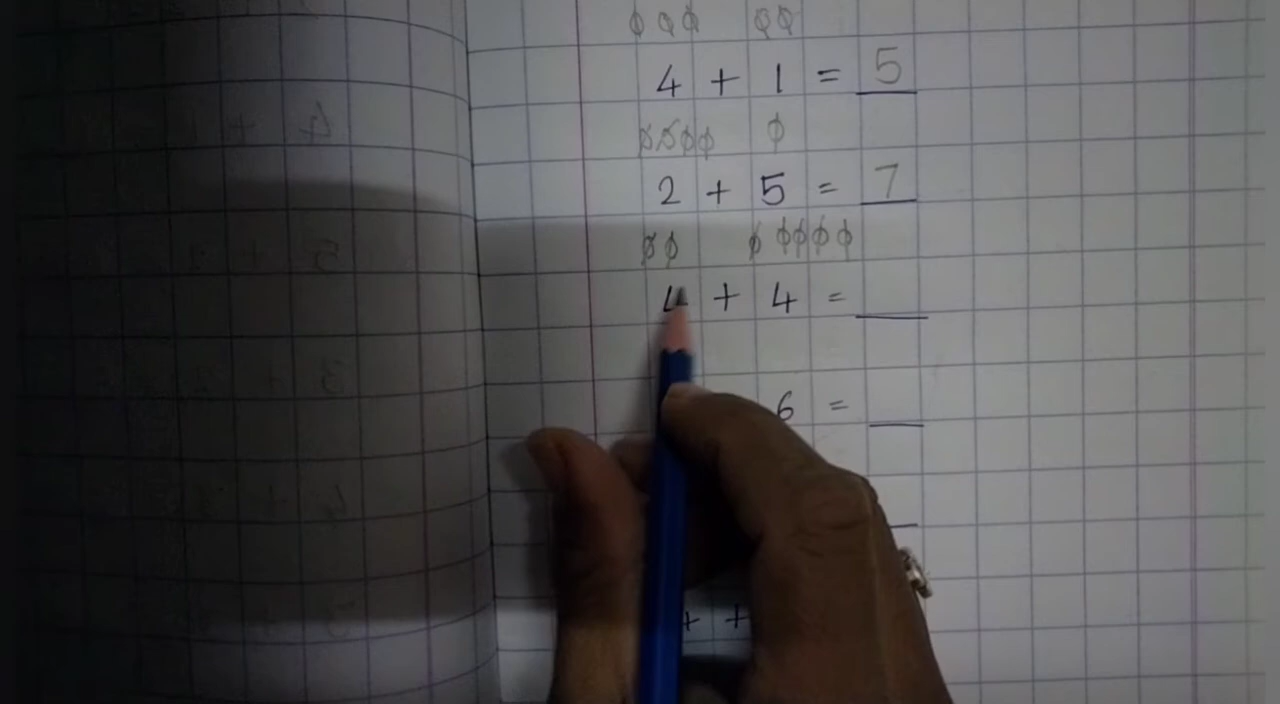 4 + 1 = 5
2 + 5 = 7
4 + 4 =
6 =
+ +